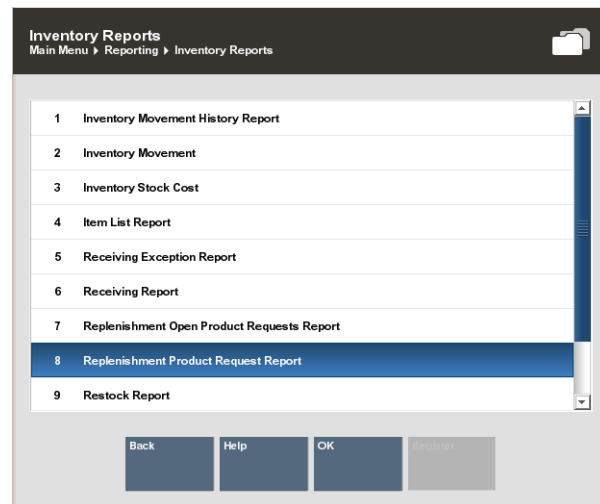 Inventory Reports
Main Menu ▸ Reporting ▸ Inventory Reports
1 Inventory Movement History Report
2 Inventory Movement
3 Inventory Stock Cost
4 Item List Report
5 Receiving Exception Report
6 Receiving Report
7 Replenishment Open Product Requests Report
8 Replenishment Product Request Report
9 Restock Report
Back Help OK Register